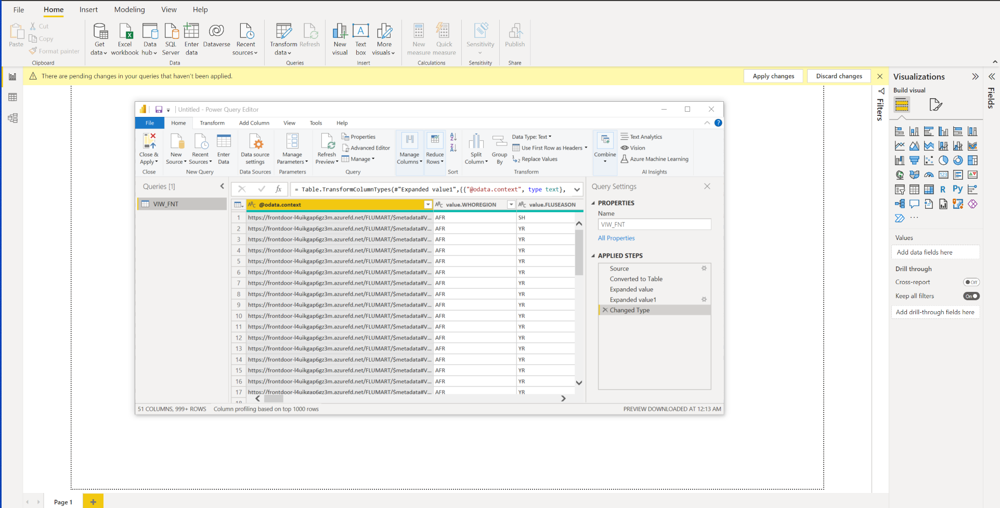 File Home Insert Modeling View Help
Paste
Cut
Copy
Format painter
Clipboard
Get data
Excel workbook
Data hub
SQL Server
Enter data
Dataverse
Recent sources
Data
Transform data
Refresh
Queries
New visual
Text box
More visuals
Insert
New measure
Quick measure
Calculations
Sensitivity
Sensitivity
Publish
Share
There are pending changes in your queries that haven't been applied.
Apply changes
Discard changes
Untitled - Power Query Editor
File Home Transform Add Column View Tools Help
Close & Apply
Close
New Source
Recent Sources
Enter Data
New Query
Data source settings
Data Sources
Manage Parameters
Parameters
Refresh Preview
Properties
Advanced Editor
Manage
Query
Manage Columns
Reduce Rows
Sort
Split Column
Group By
Data Type: Text
Use First Row as Headers
Replace Values
Transform
Combine
Text Analytics
Vision
Azure Machine Learning
AI Insights
Queries [1]
VIW_FNT
fx
= Table.TransformColumnTypes(#"Expanded value1",{{"@odata.context", type text},
@odata.context value.WHOREGION value.FLUSEASON
1 https://frontdoor-l4uikgap6gz3m.azurefd.net/FLUMART/$metadata#V... AFR SH
2 https://frontdoor-l4uikgap6gz3m.azurefd.net/FLUMART/$metadata#V... AFR YR
3 https://frontdoor-l4uikgap6gz3m.azurefd.net/FLUMART/$metadata#V... AFR YR
4 https://frontdoor-l4uikgap6gz3m.azurefd.net/FLUMART/$metadata#V... AFR YR
5 https://frontdoor-l4uikgap6gz3m.azurefd.net/FLUMART/$metadata#V... AFR YR
6 https://frontdoor-l4uikgap6gz3m.azurefd.net/FLUMART/$metadata#V... AFR YR
7 https://frontdoor-l4uikgap6gz3m.azurefd.net/FLUMART/$metadata#V... AFR YR
8 https://frontdoor-l4uikgap6gz3m.azurefd.net/FLUMART/$metadata#V... AFR YR
9 https://frontdoor-l4uikgap6gz3m.azurefd.net/FLUMART/$metadata#V... AFR YR
10 https://frontdoor-l4uikgap6gz3m.azurefd.net/FLUMART/$metadata#V... AFR YR
11 https://frontdoor-l4uikgap6gz3m.azurefd.net/FLUMART/$metadata#V... AFR YR
12 https://frontdoor-l4uikgap6gz3m.azurefd.net/FLUMART/$metadata#V... AFR YR
13 https://frontdoor-l4uikgap6gz3m.azurefd.net/FLUMART/$metadata#V... AFR YR
14 https://frontdoor-l4uikgap6gz3m.azurefd.net/FLUMART/$metadata#V... AFR YR
15 https://frontdoor-l4uikgap6gz3m.azurefd.net/FLUMART/$metadata#V... AFR YR
16 https://frontdoor-l4uikgap6gz3m.azurefd.net/FLUMART/$metadata#V... AFR YR
17 https://frontdoor-l4uikgap6gz3m.azurefd.net/FLUMART/$metadata#V... AFR YR
18
Query Settings
PROPERTIES
Name
VIW_FNT
All Properties
APPLIED STEPS
Source
Converted to Table
Expanded value
Expanded value1
Changed Type
51 COLUMNS, 999+ ROWS Column profiling based on top 1000 rows
PREVIEW DOWNLOADED AT 12:13 AM
Filters
Visualizations
Build visual
123
R Py
Values
Add data fields here
Drill through
Cross-report Off
Keep all filters On
Add drill-through fields here
Fields
Page 1